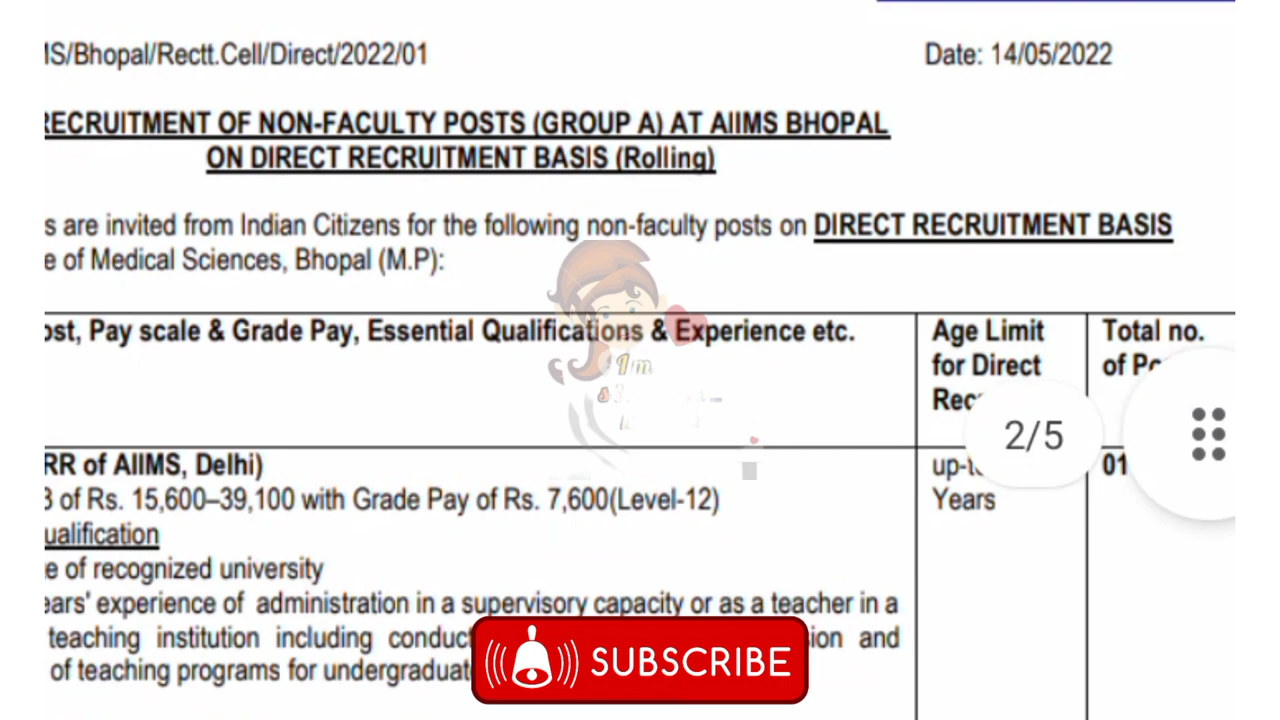 IS/Bhopal/Rectt.Cell/Direct/2022/01 Date: 14/05/2022
RECRUITMENT OF NON-FACULTY POSTS (GROUP A) AT AIIMS BHOPAL
ON DIRECT RECRUITMENT BASIS (Rolling)
s are invited from Indian Citizens for the following non-faculty posts on DIRECT RECRUITMENT BASIS
e of Medical Sciences, Bhopal (M.P):
ost, Pay scale & Grade Pay, Essential Qualifications & Experience etc.
Age Limit
for Direct
Rec
Total no.
of Po
I'm
2/5
RR of AIIMS, Delhi)
3 of Rs. 15,600–39,100 with Grade Pay of Rs. 7,600(Level-12)
ualification
e of recognized university
ears' experience of administration in a supervisory capacity or as a teacher in a
teaching institution including conduct sion and
of teaching programs for undergraduat
up-t
Years
01
SUBSCRIBE